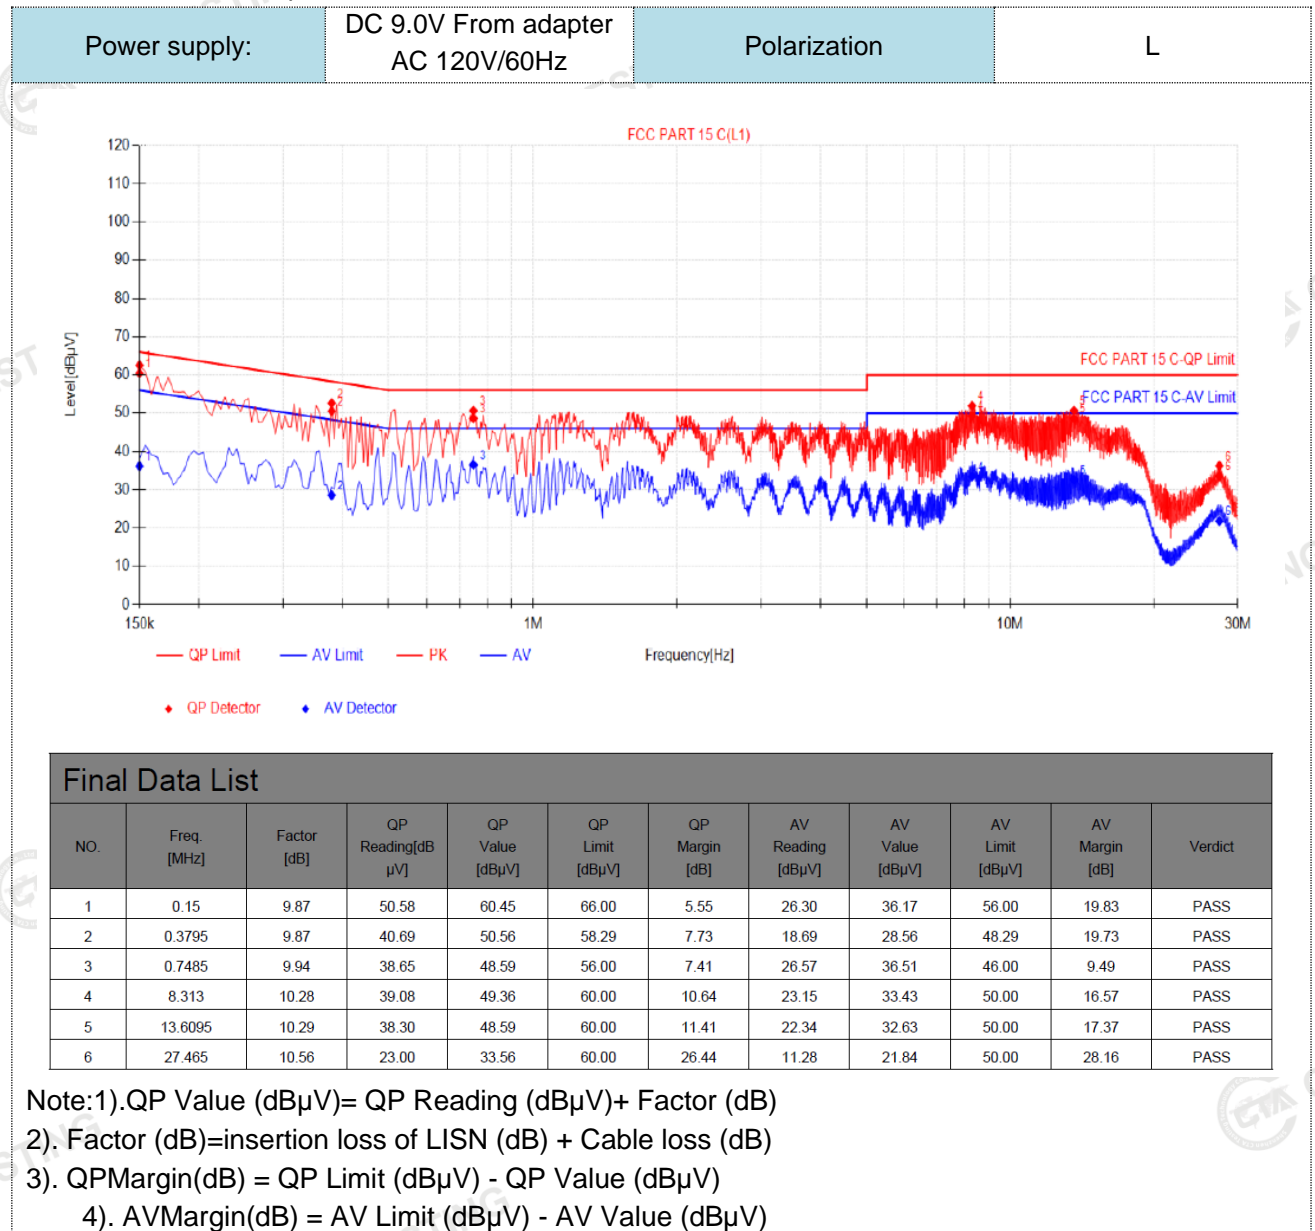 Power supply:
DC 9.0V From adapter
AC 120V/60Hz
Polarization
L
FCC PART 15 C(L1)
120
110
100
90
80
70
60
50
40
30
20
10
0
Level[dBµV]
FCC PART 15 C-QP Limit
FCC PART 15 C-AV Limit
150k
1M
10M
30M
Frequency[Hz]
QP Limit
AV Limit
PK
AV
QP Detector
AV Detector
Final Data List
NO. Freq. [MHz] Factor [dB] QP Reading[dBµV] QP Value [dBµV] QP Limit [dBµV] QP Margin [dB] AV Reading [dBµV] AV Value [dBµV] AV Limit [dBµV] AV Margin [dB] Verdict
1 0.15 9.87 50.58 60.45 66.00 5.55 26.30 36.17 56.00 19.83 PASS
2 0.3795 9.87 40.69 50.56 58.29 7.73 18.69 28.56 48.29 19.73 PASS
3 0.7485 9.94 38.65 48.59 56.00 7.41 26.57 36.51 46.00 9.49 PASS
4 8.313 10.28 39.08 49.36 60.00 10.64 23.15 33.43 50.00 16.57 PASS
5 13.6095 10.29 38.30 48.59 60.00 11.41 22.34 32.63 50.00 17.37 PASS
6 27.465 10.56 23.00 33.56 60.00 26.44 11.28 21.84 50.00 28.16 PASS
Note:1).QP Value (dBµV)= QP Reading (dBµV)+ Factor (dB)
2). Factor (dB)=insertion loss of LISN (dB) + Cable loss (dB)
3). QPMargin(dB) = QP Limit (dBµV) - QP Value (dBµV)
4). AVMargin(dB) = AV Limit (dBµV) - AV Value (dBµV)